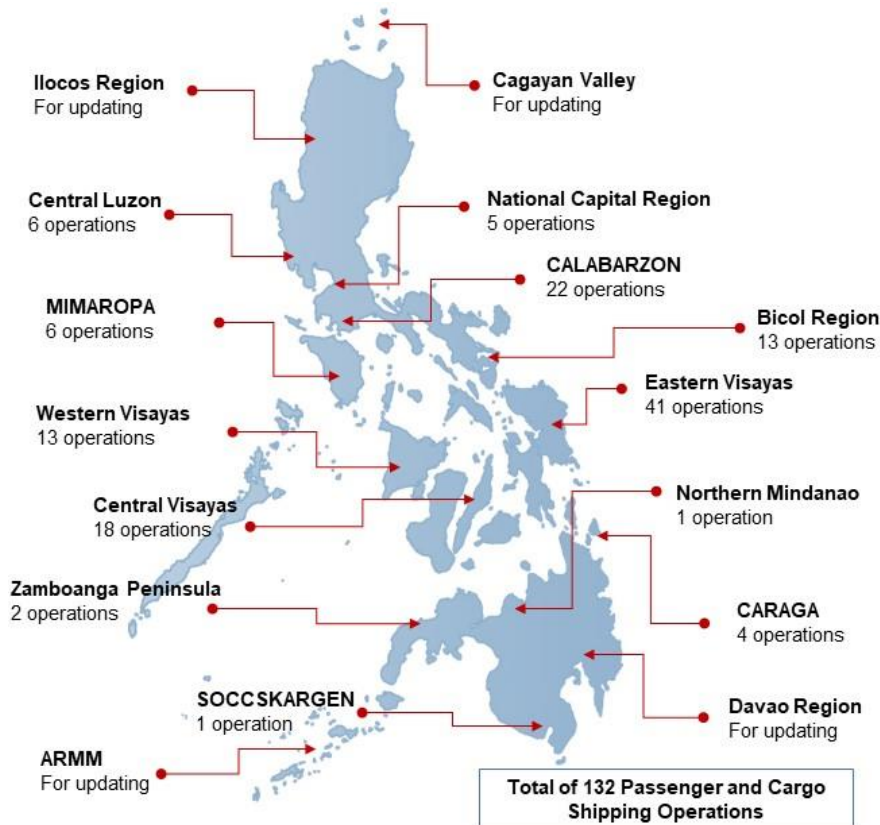 Ilocos Region
For updating
Cagayan Valley
For updating
Central Luzon
6 operations
National Capital Region
5 operations
CALABARZON
22 operations
MIMAROPA
6 operations
Bicol Region
13 operations
Eastern Visayas
41 operations
Western Visayas
13 operations
Northern Mindanao
1 operation
Central Visayas
18 operations
Zamboanga Peninsula
2 operations
CARAGA
4 operations
SOCCSKARGEN
1 operation
Davao Region
For updating
ARMM
For updating
Total of 132 Passenger and Cargo
Shipping Operations